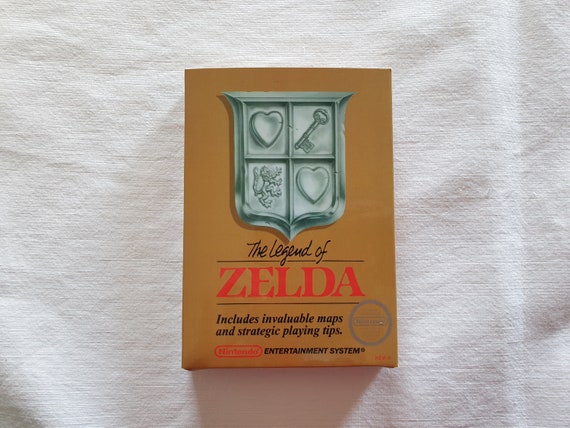 The Legend of
ZELDA
Includes invaluable maps
and strategic playing tips.
Nintendo ENTERTAINMENT SYSTEM®